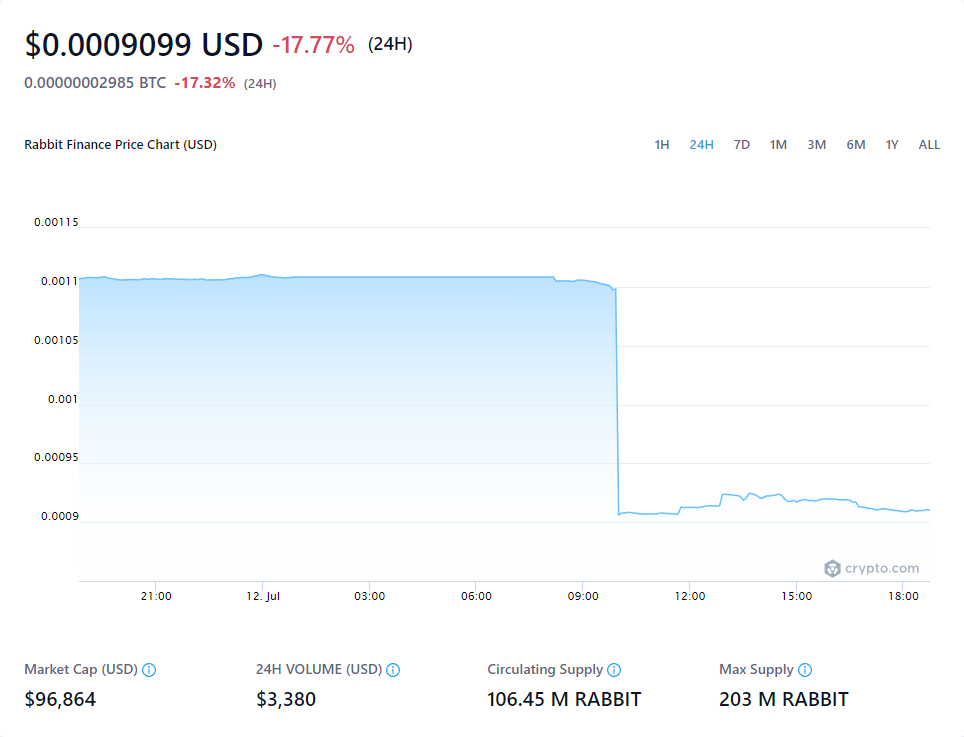 $0.0009099 USD -17.77% (24H)
0.00000002985 BTC -17.32% (24H)
Rabbit Finance Price Chart (USD)
1H 24H 7D 1M 3M 6M 1Y ALL
0.00115
0.0011
0.00105
0.001
0.00095
0.0009
crypto.com
21:00 12. Jul 03:00 06:00 09:00 12:00 15:00 18:00
Market Cap (USD) 24H VOLUME (USD) Circulating Supply Max Supply
$96,864 $3,380 106.45 M RABBIT 203 M RABBIT